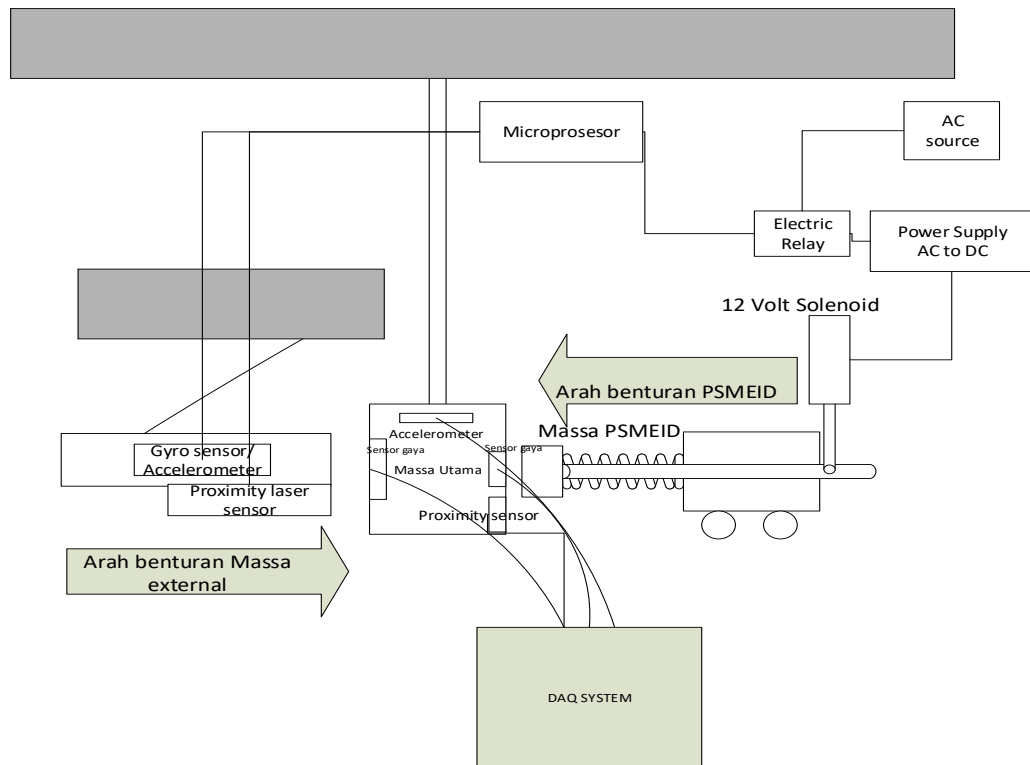 Microprosesor
AC
source
Electric
Relay
Power Supply
AC to DC
12 Volt Solenoid
Arah benturan PSMEID
Massa PSMEID
Accelerometer
Sensor gaya
Sensor gaya
Massa Utama
Proximity sensor
Gyro sensor/
Accelerometer
Proximity laser
sensor
Arah benturan Massa
external
DAQ SYSTEM